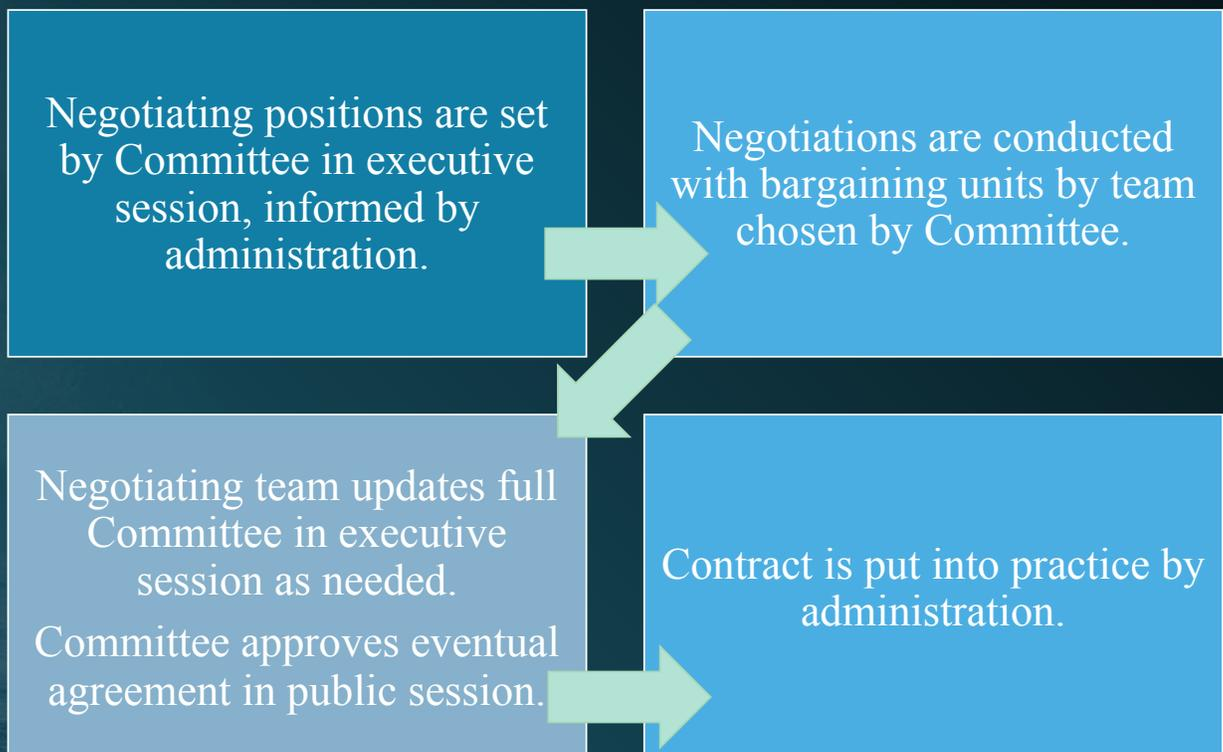 Negotiating positions are set
by Committee in executive
session, informed by
administration.
Negotiations are conducted
with bargaining units by team
chosen by Committee.
Negotiating team updates full
Committee in executive
session as needed.
Committee approves eventual
agreement in public session.
Contract is put into practice by
administration.